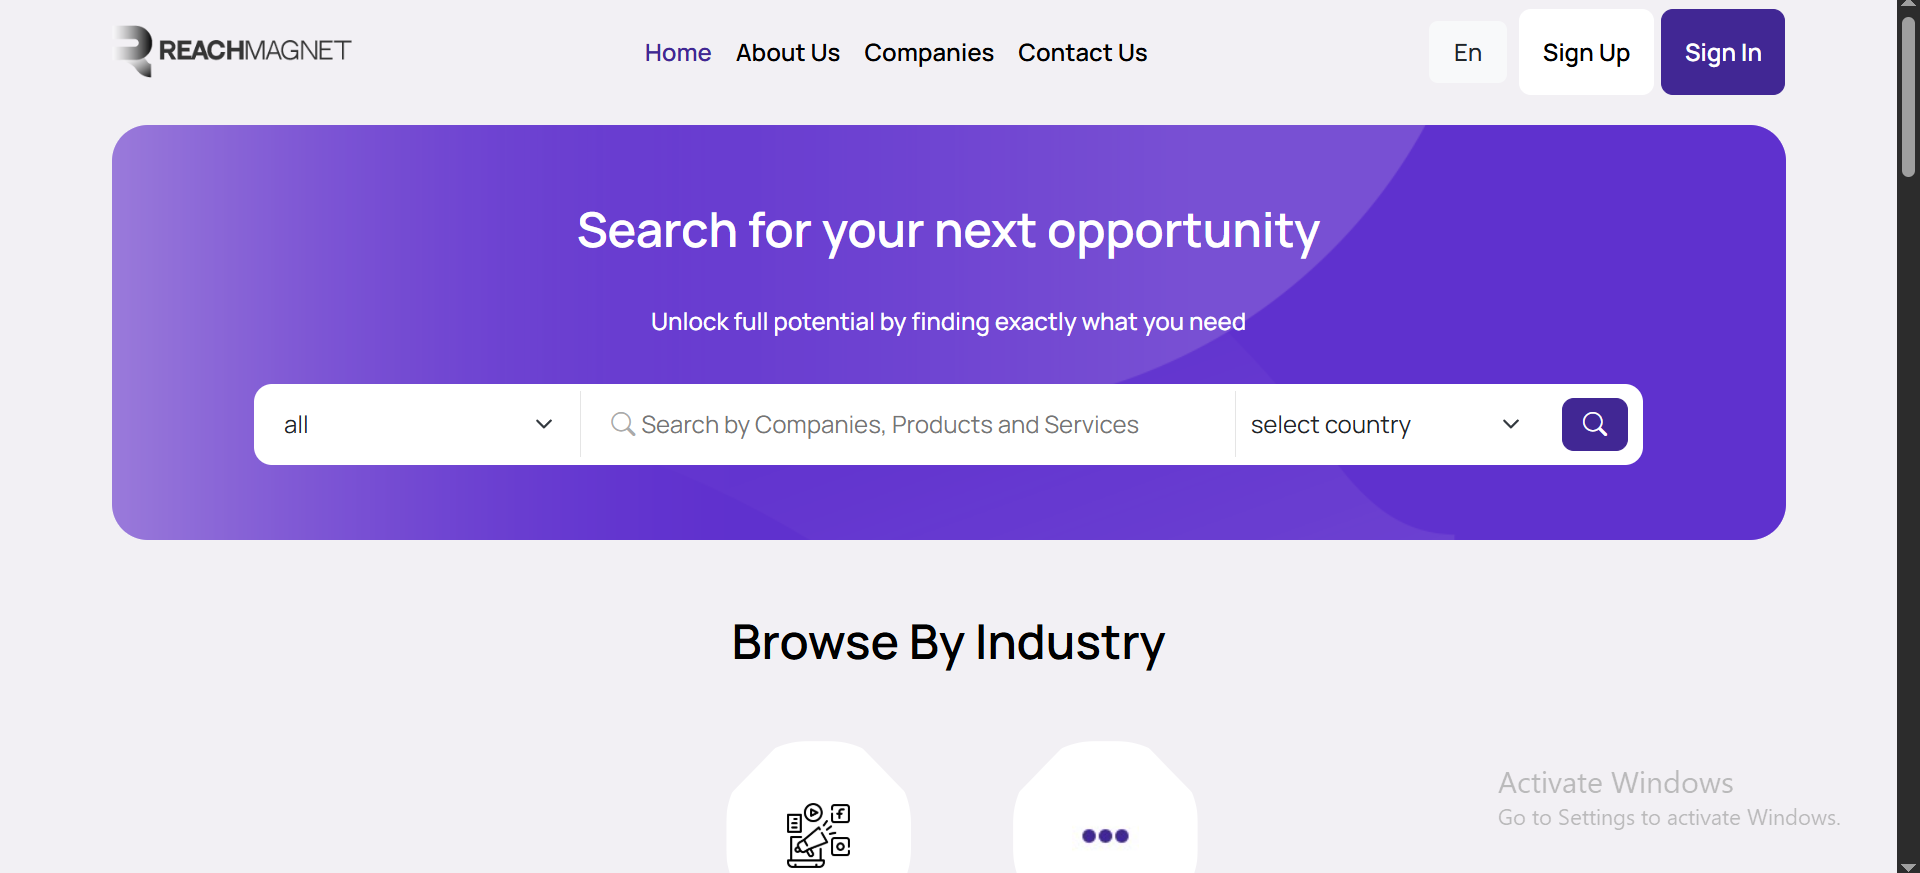 REACHMAGNET
Home About Us Companies Contact Us
En Sign Up Sign In
Search for your next opportunity
Unlock full potential by finding exactly what you need
all Search by Companies, Products and Services select country
Browse By Industry
Activate Windows
Go to Settings to activate Windows.